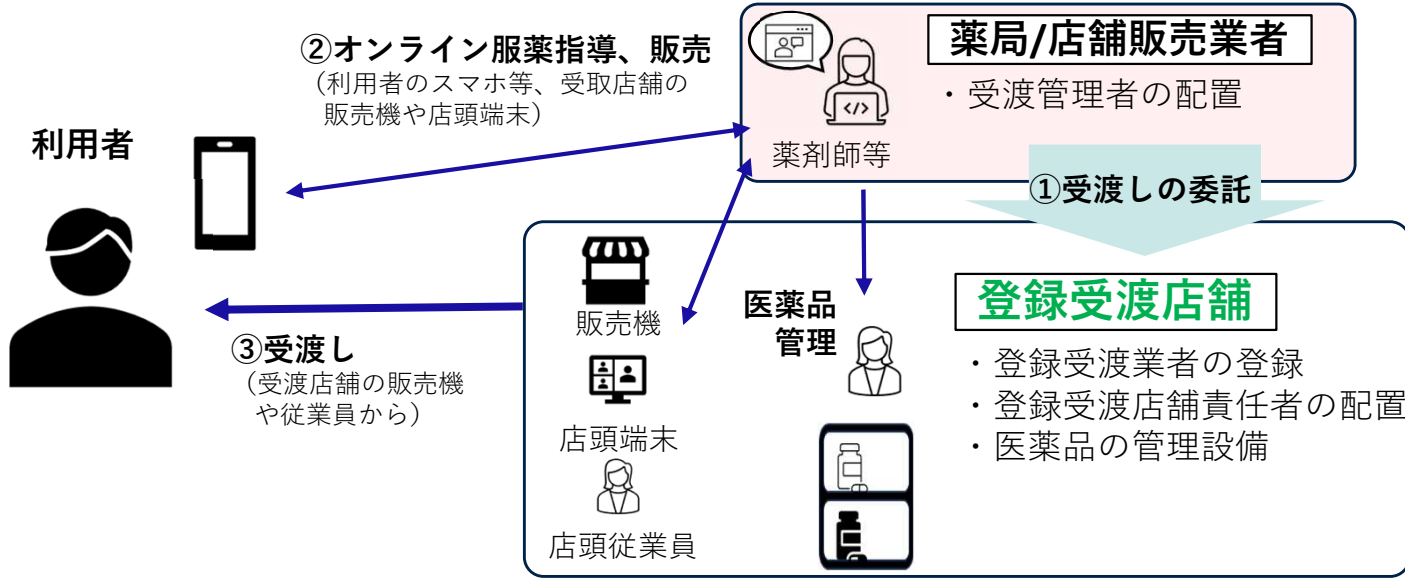 ②オンライン服薬指導、販売
（利用者のスマホ等、受取店舗の
販売機や店頭端末）
利用者
薬局/店舗販売業者
・受渡管理者の配置
</>
薬剤師等
①受渡しの委託
登録受渡店舗
・登録受渡業者の登録
・登録受渡店舗責任者の配置
・医薬品の管理設備
医薬品
管理
販売機
店頭端末
店頭従業員
③受渡し
（受渡店舗の販売機
や従業員から）